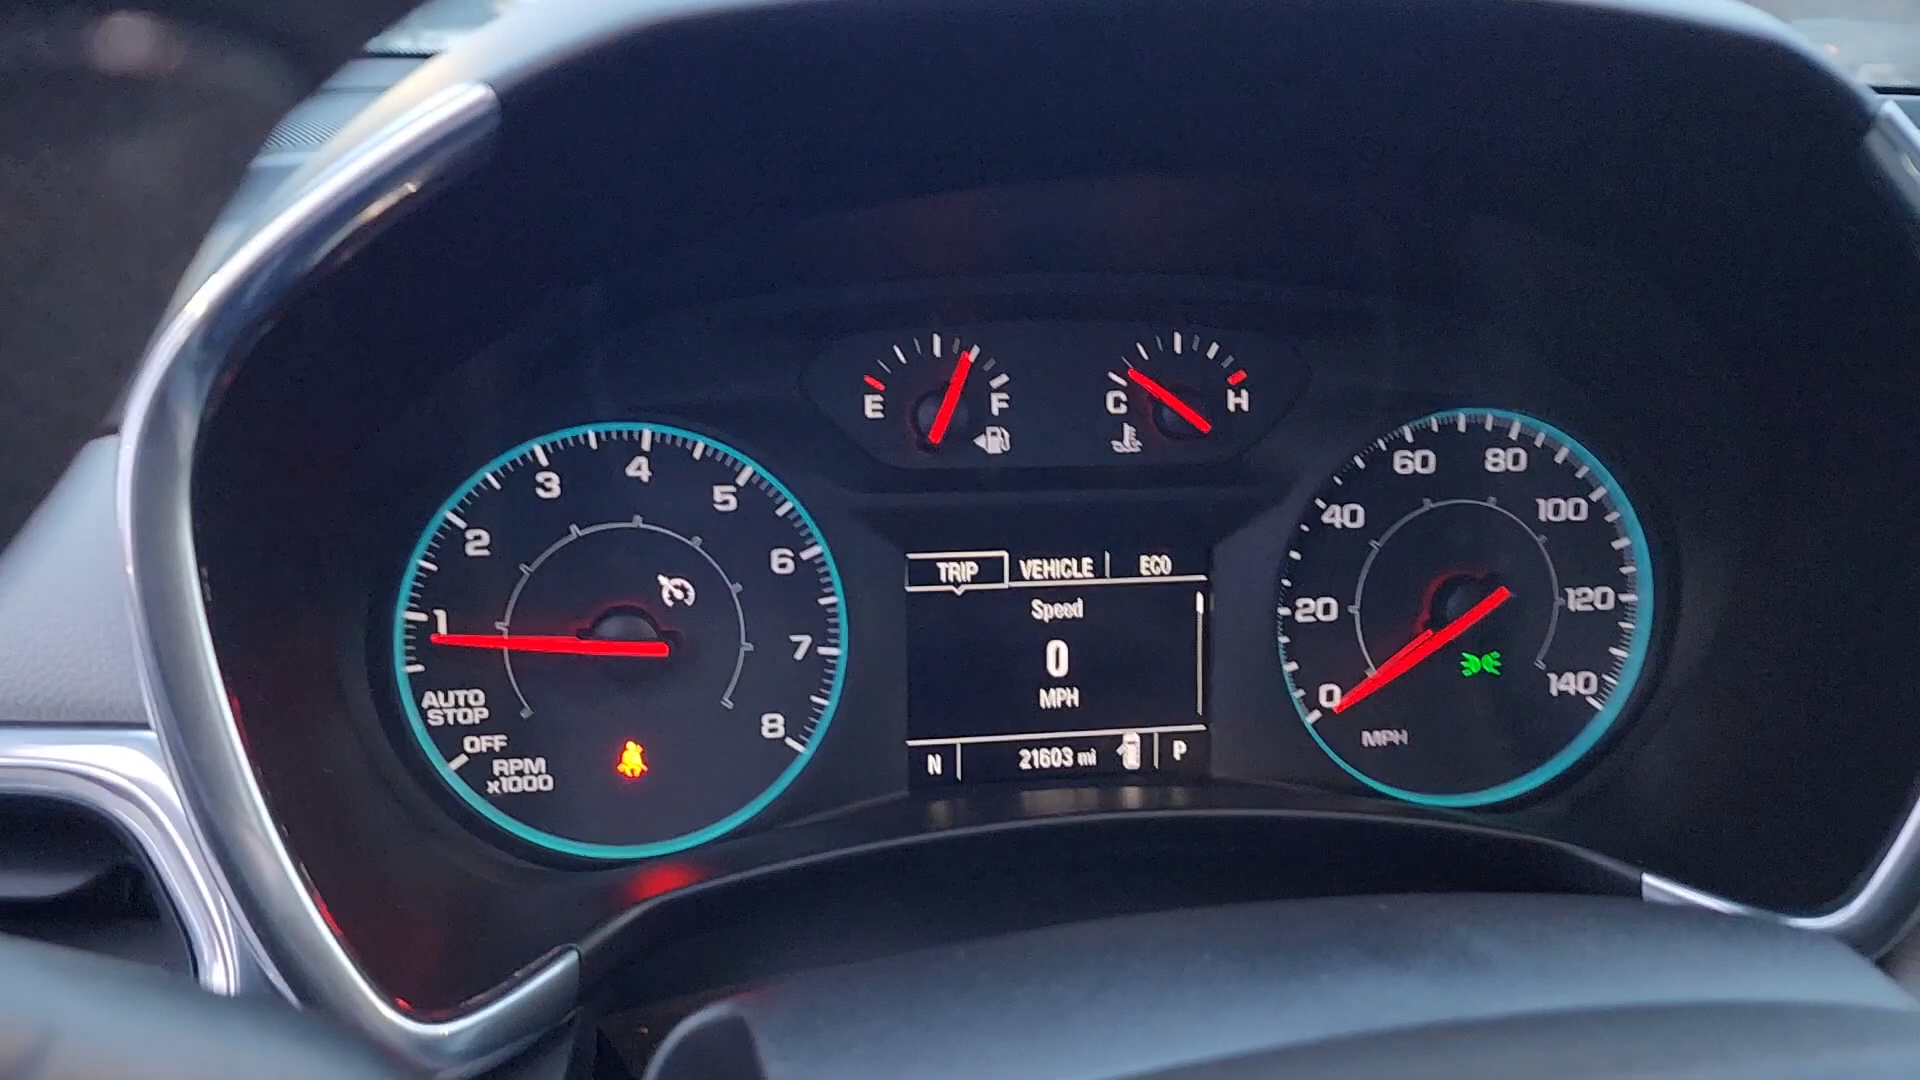 E F
C H
1 2 3 4 5 6 7 8
AUTO
STOP
OFF
RPM
x1000
TRIP VEHICLE ECO
Speed
0
MPH
N 21603 mi P
0 20 40 60 80 100 120 140
MPH